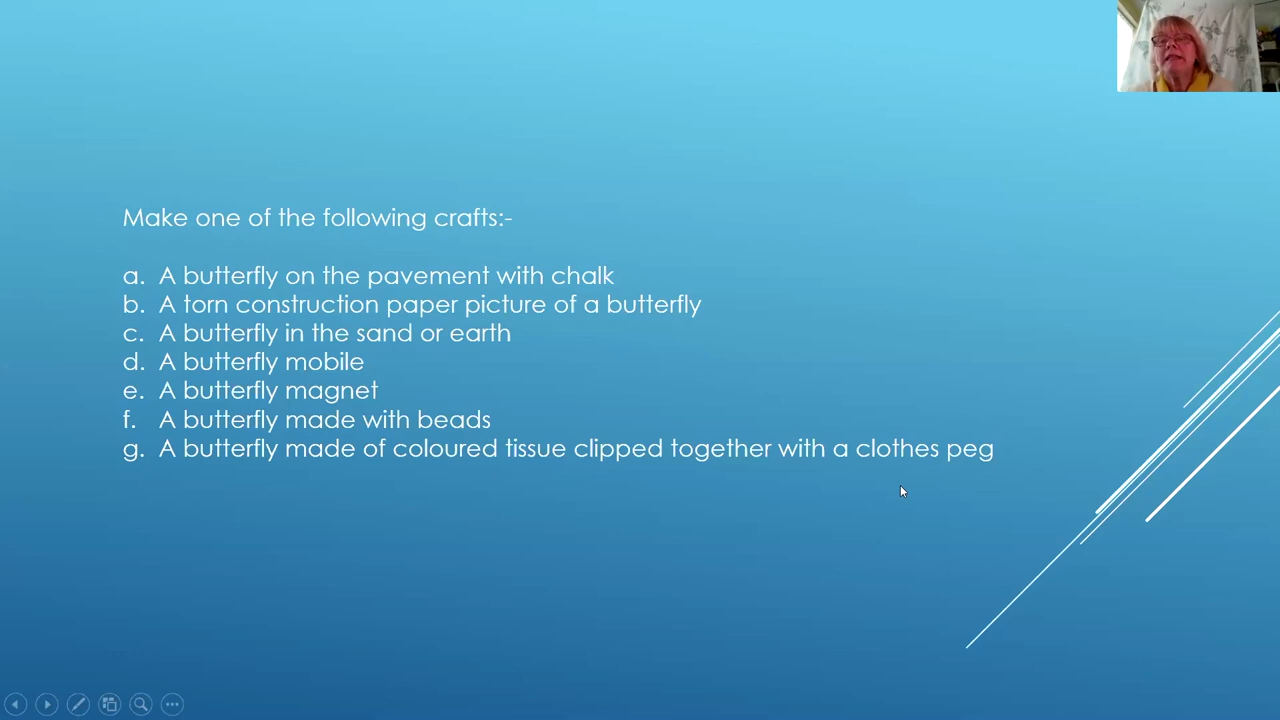 Make one of the following crafts:-
a. A butterfly on the pavement with chalk
b. A torn construction paper picture of a butterfly
c. A butterfly in the sand or earth
d. A butterfly mobile
e. A butterfly magnet
f. A butterfly made with beads
g. A butterfly made of coloured tissue clipped together with a clothes peg